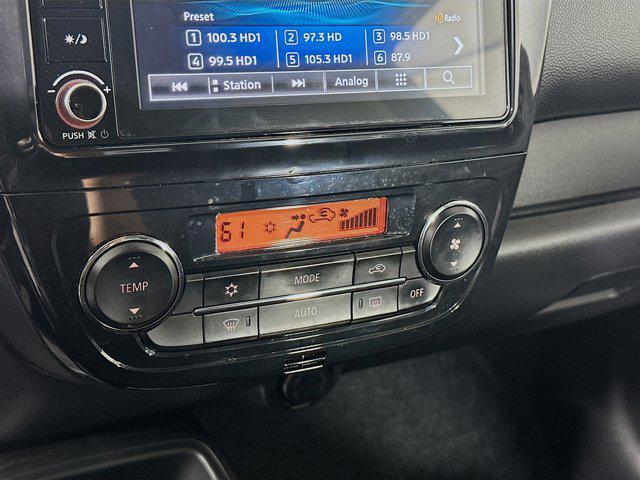 Preset
HD Radio
1 100.3 HD1 2 97.3 HD 3 98.5 HD1
4 99.5 HD1 5 105.3 HD1 6 87.9
Station Analog
PUSH
61
TEMP
MODE
AUTO
OFF